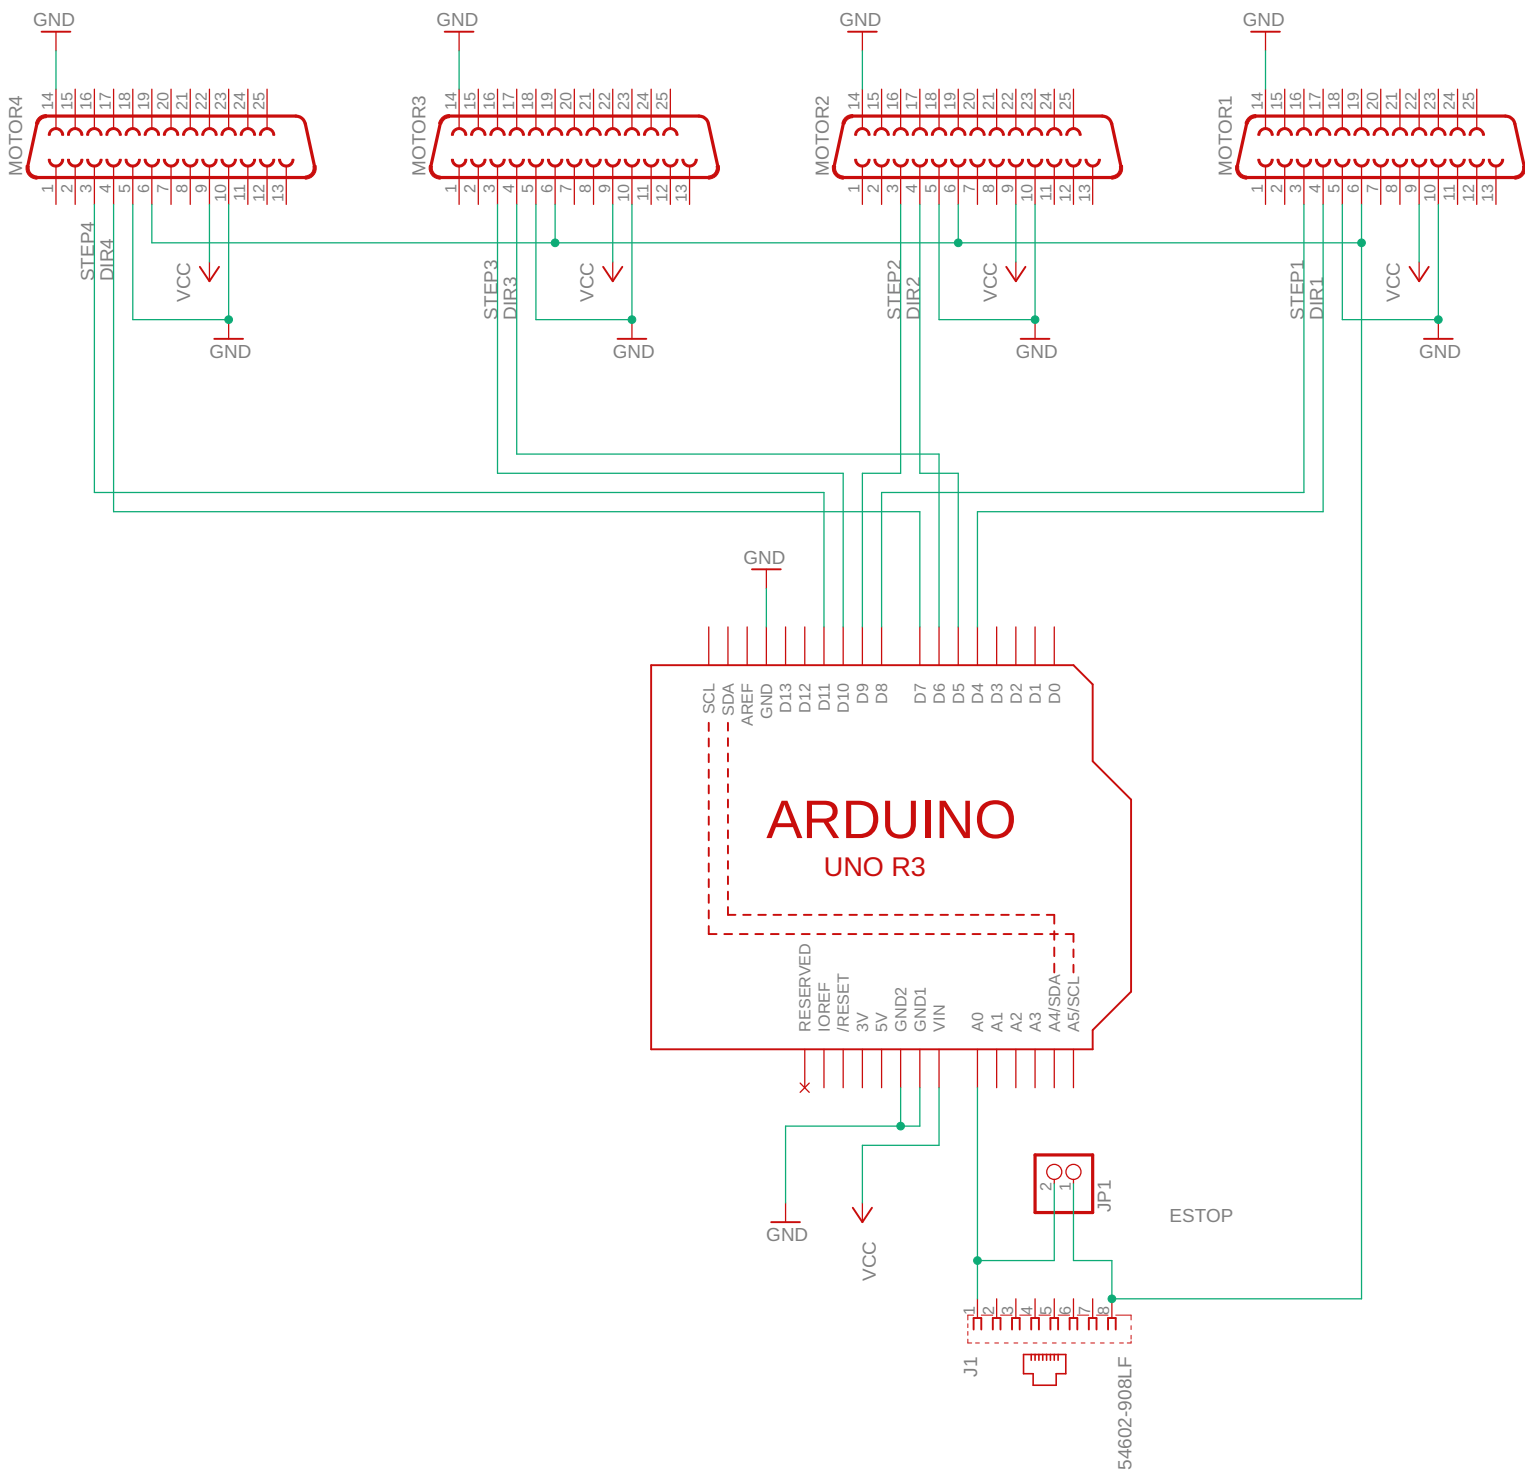 GND GND GND GND
MOTOR4 14 15 16 17 18 19 20 21 22 23 24 25
1 2 3 4 5 6 7 8 9 10 11 12 13
MOTOR3 14 15 16 17 18 19 20 21 22 23 24 25
1 2 3 4 5 6 7 8 9 10 11 12 13
MOTOR2 14 15 16 17 18 19 20 21 22 23 24 25
1 2 3 4 5 6 7 8 9 10 11 12 13
MOTOR1 14 15 16 17 18 19 20 21 22 23 24 25
1 2 3 4 5 6 7 8 9 10 11 12 13
STEP4 DIR4 VCC
STEP3 DIR3 VCC
STEP2 DIR2 VCC
STEP1 DIR1 VCC
GND GND GND GND
GND
SCL SDA AREF GND D13 D12 D11 D10 D9 D8 D7 D6 D5 D4 D3 D2 D1 D0
ARDUINO
UNO R3
RESERVED IOREF /RESET 3V 5V GND2 GND1 VIN A0 A1 A2 A3 A4/SDA A5/SCL
2 1
JP1
ESTOP
GND
VCC
1 2 3 4 5 6 7 8
J1
54602-908LF